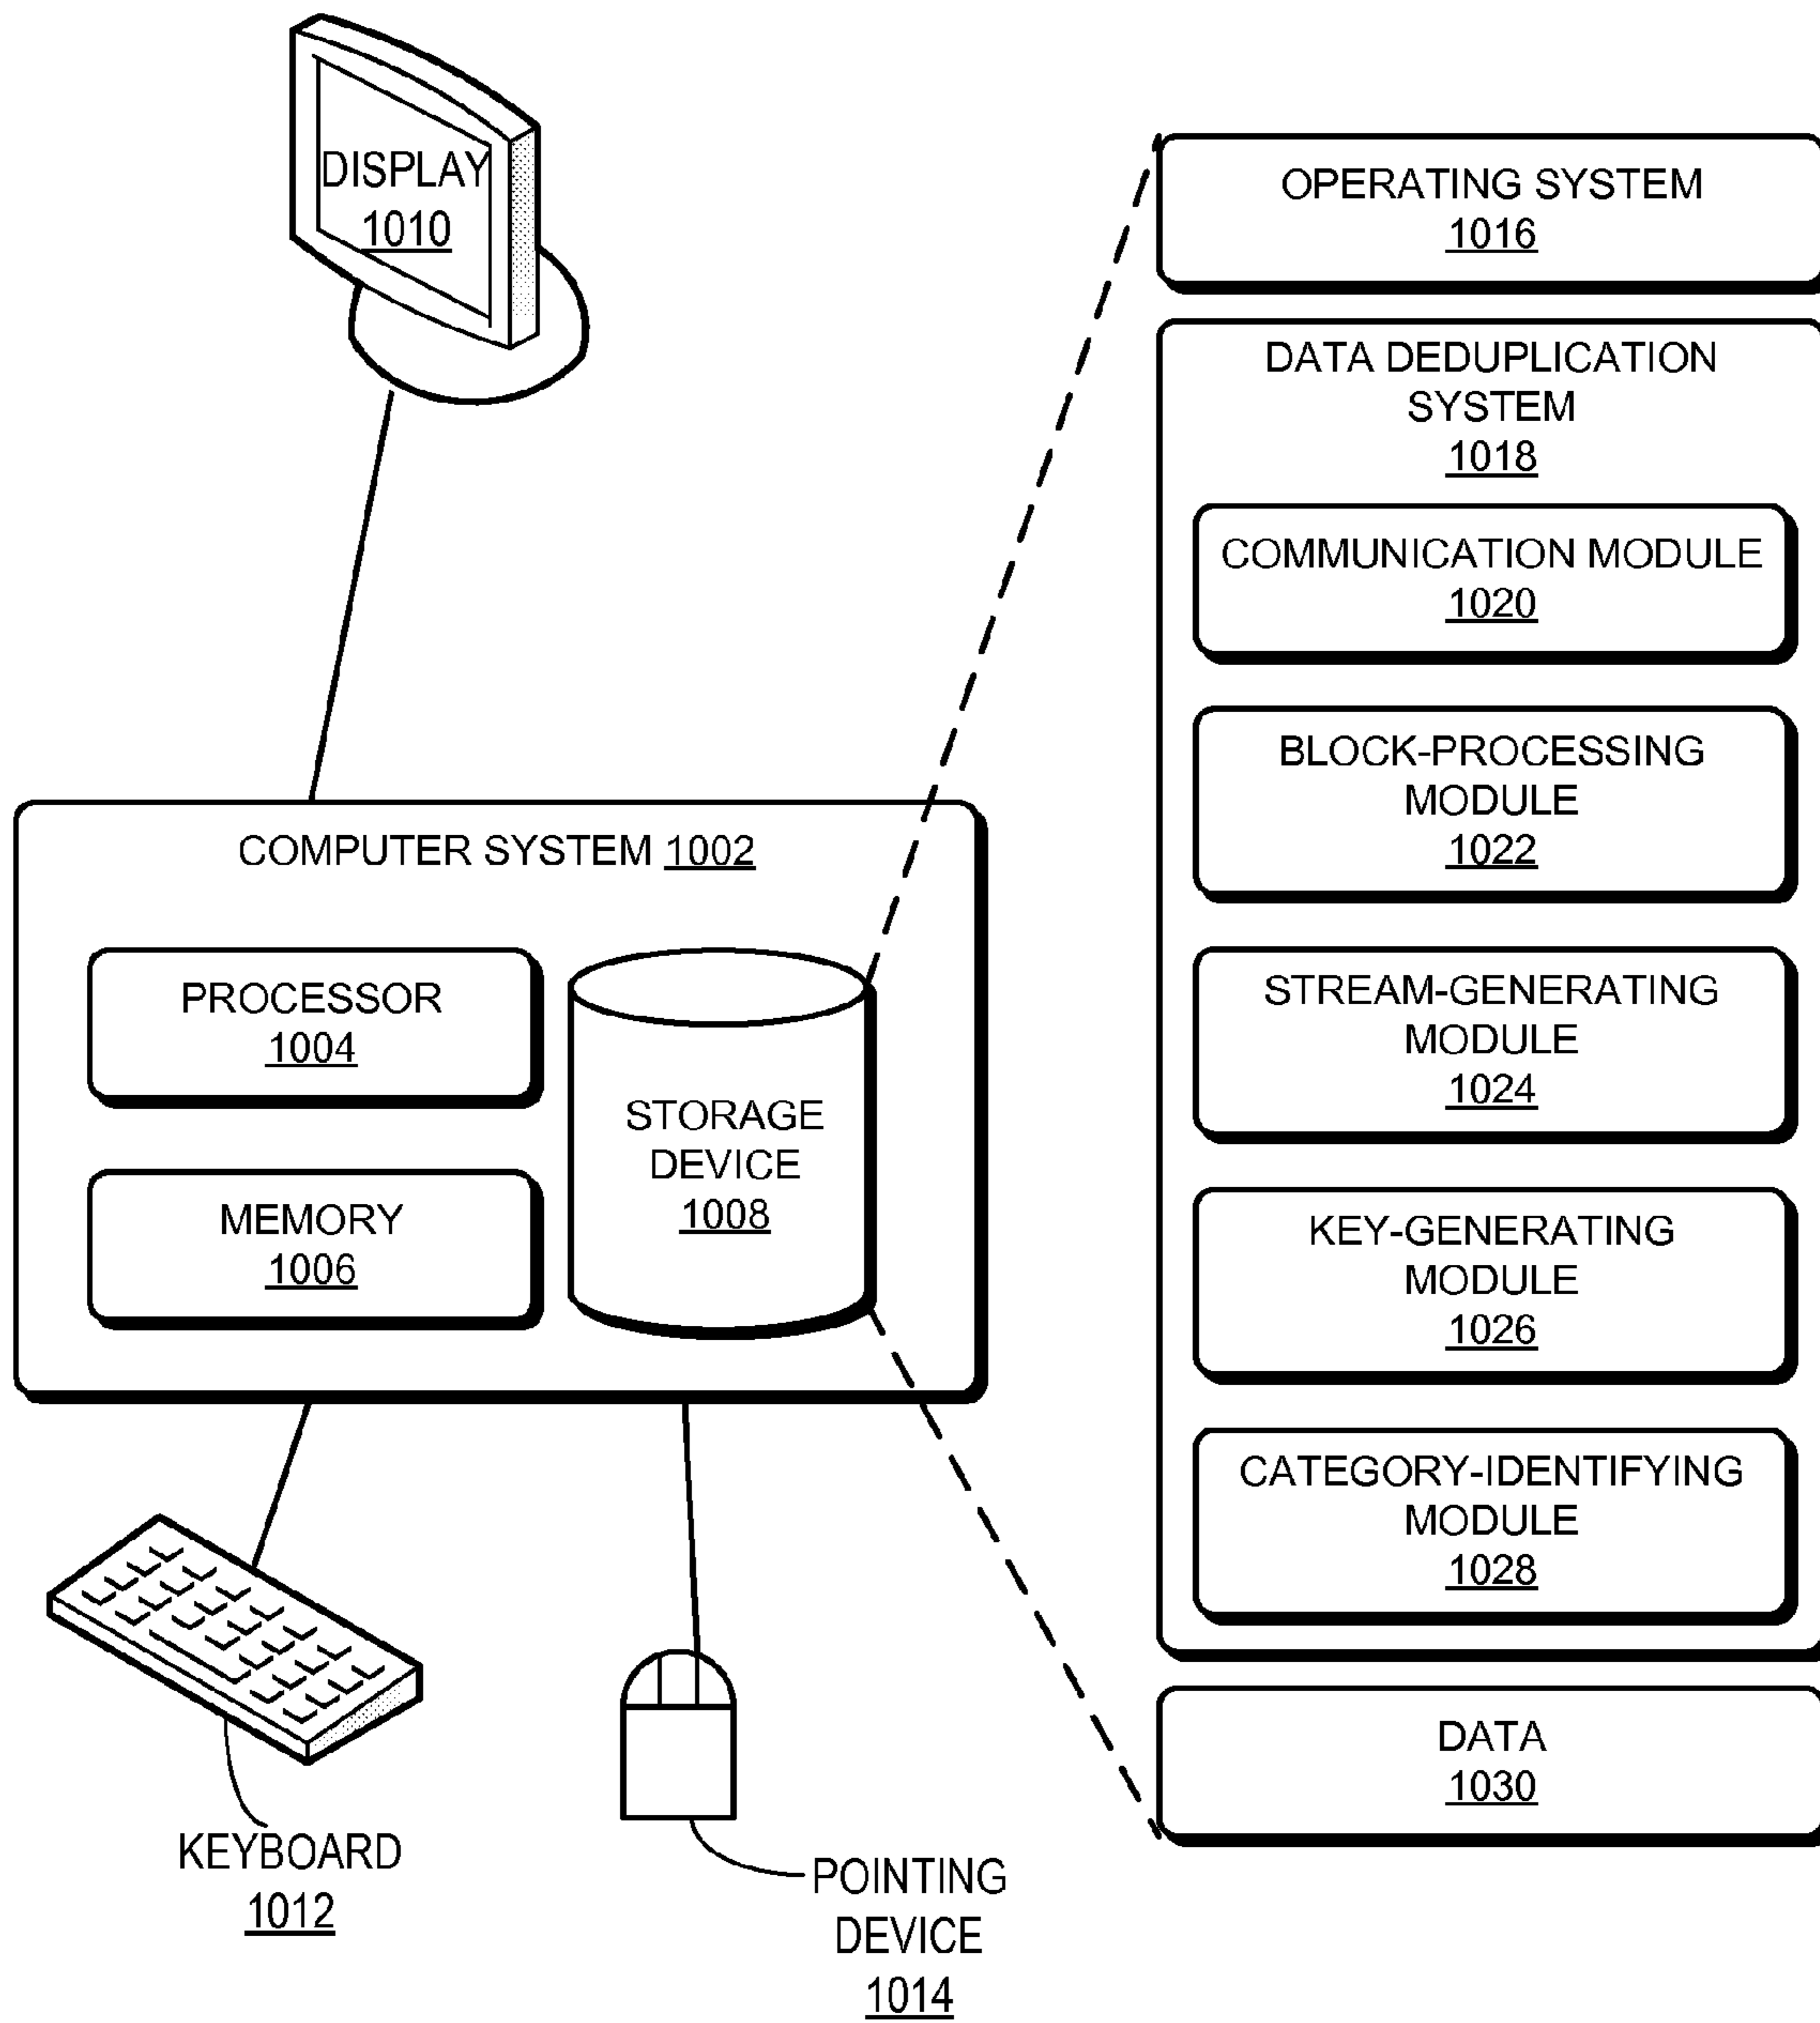 DISPLAY
1010
COMPUTER SYSTEM 1002
PROCESSOR
1004
MEMORY
1006
STORAGE
DEVICE
1008
KEYBOARD
1012
POINTING
DEVICE
1014
OPERATING SYSTEM
1016
DATA DEDUPLICATION
SYSTEM
1018
COMMUNICATION MODULE
1020
BLOCK-PROCESSING
MODULE
1022
STREAM-GENERATING
MODULE
1024
KEY-GENERATING
MODULE
1026
CATEGORY-IDENTIFYING
MODULE
1028
DATA
1030